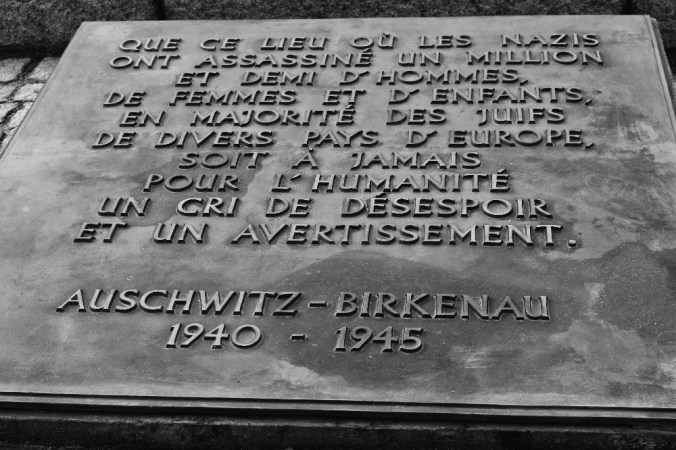 QUE CE LIEU OÙ LES NAZIS
ONT ASSASSINÉ UN MILLION
ET DEMI D'HOMMES,
DE FEMMES ET D'ENFANTS,
EN MAJORITÉ DES JUIFS
DE DIVERS PAYS D'EUROPE,
SOIT À JAMAIS
POUR L'HUMANITÉ
UN CRI DE DÉSESPOIR
ET UN AVERTISSEMENT.
AUSCHWITZ - BIRKENAU
1940 - 1945